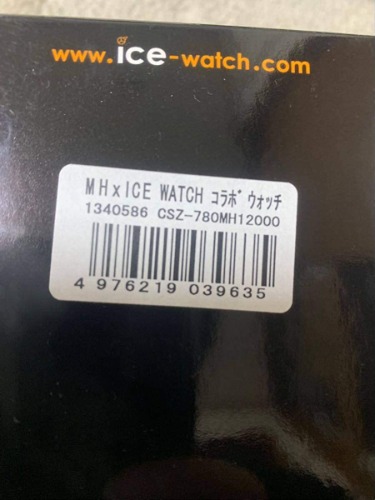 www.ice-watch.com
MHxICE WATCH コラボ ウォッチ
1340586 CSZ-780MH12000
4 976219 039635